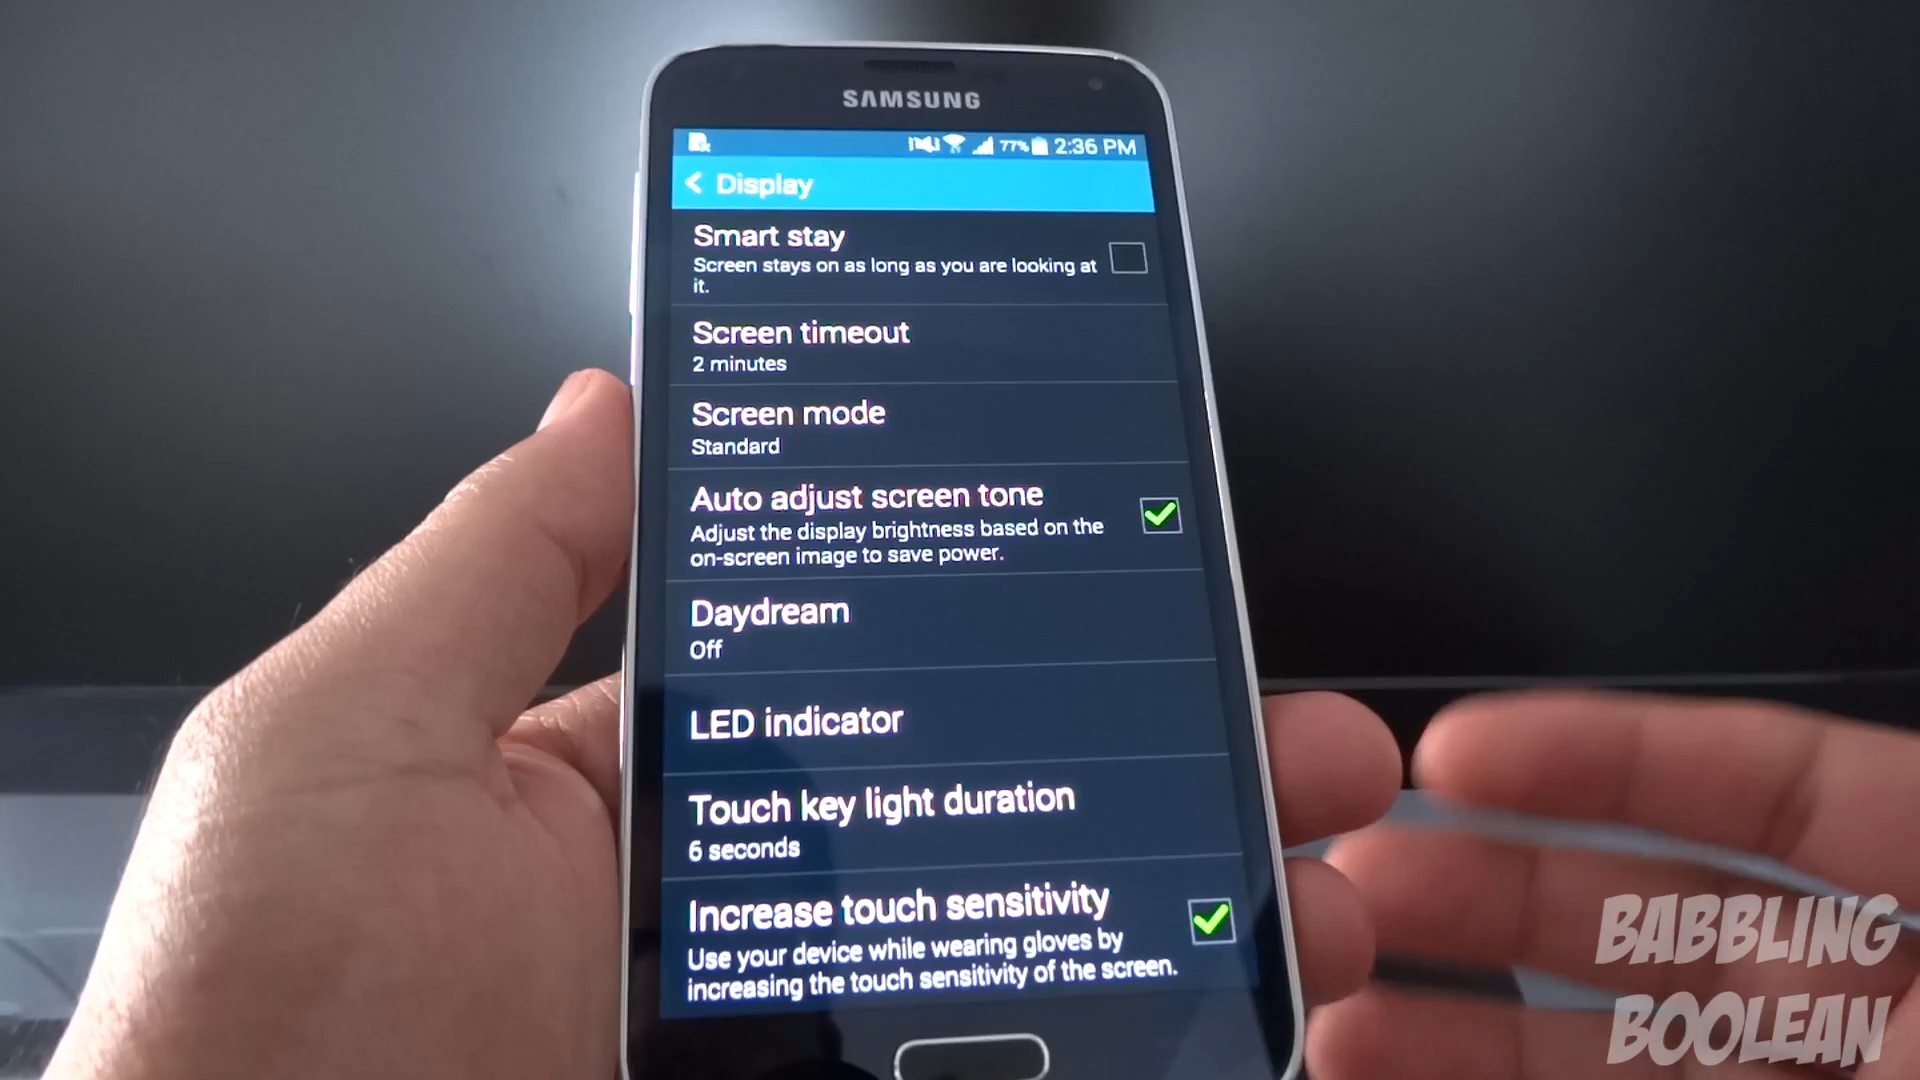 SAMSUNG
77% 2:36 PM
< Display
Smart stay
Screen stays on as long as you are looking at
it.
Screen timeout
2 minutes
Screen mode
Standard
Auto adjust screen tone
Adjust the display brightness based on the
on-screen image to save power.
Daydream
Off
LED indicator
Touch key light duration
6 seconds
Increase touch sensitivity
Use your device while wearing gloves by
increasing the touch sensitivity of the screen.
BABBLING
BOOLEAN